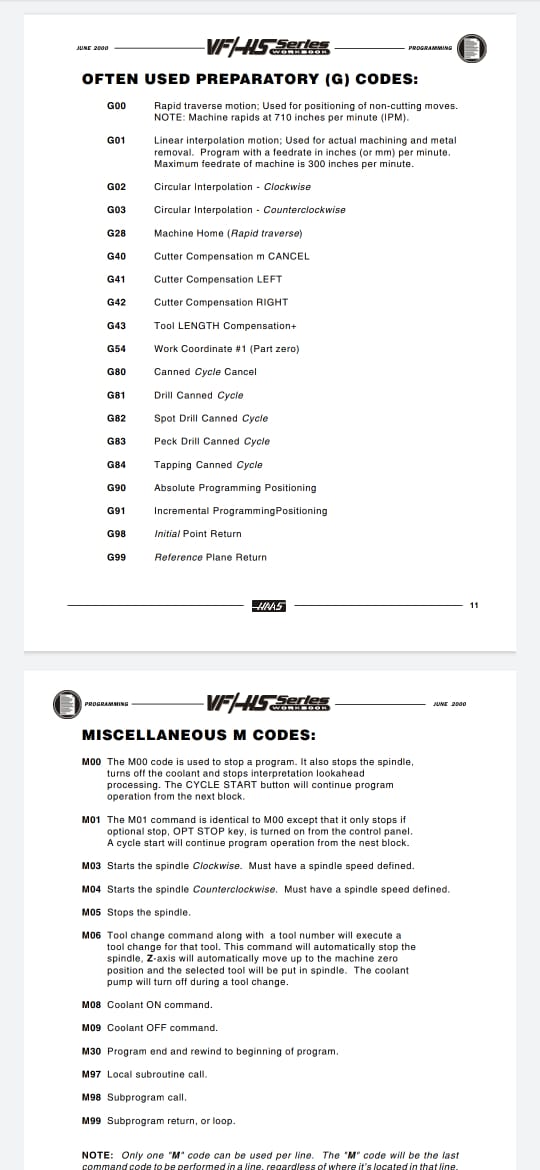 JUNE 2000 VF/HS Series WORKBOOK PROGRAMMING
OFTEN USED PREPARATORY (G) CODES:
G00 Rapid traverse motion; Used for positioning of non-cutting moves.
NOTE: Machine rapids at 710 inches per minute (IPM).
G01 Linear interpolation motion; Used for actual machining and metal
removal. Program with a feedrate in inches (or mm) per minute.
Maximum feedrate of machine is 300 inches per minute.
G02 Circular Interpolation - Clockwise
G03 Circular Interpolation - Counterclockwise
G28 Machine Home (Rapid traverse)
G40 Cutter Compensation m CANCEL
G41 Cutter Compensation LEFT
G42 Cutter Compensation RIGHT
G43 Tool LENGTH Compensation+
G54 Work Coordinate #1 (Part zero)
G80 Canned Cycle Cancel
G81 Drill Canned Cycle
G82 Spot Drill Canned Cycle
G83 Peck Drill Canned Cycle
G84 Tapping Canned Cycle
G90 Absolute Programming Positioning
G91 Incremental ProgrammingPositioning
G98 Initial Point Return
G99 Reference Plane Return
HAAS 11
PROGRAMMING VF/HS Series WORKBOOK JUNE 2000
MISCELLANEOUS M CODES:
M00 The M00 code is used to stop a program. It also stops the spindle,
turns off the coolant and stops interpretation lookahead
processing. The CYCLE START button will continue program
operation from the next block.
M01 The M01 command is identical to M00 except that it only stops if
optional stop, OPT STOP key, is turned on from the control panel.
A cycle start will continue program operation from the nest block.
M03 Starts the spindle Clockwise. Must have a spindle speed defined.
M04 Starts the spindle Counterclockwise. Must have a spindle speed defined.
M05 Stops the spindle.
M06 Tool change command along with a tool number will execute a
tool change for that tool. This command will automatically stop the
spindle, Z-axis will automatically move up to the machine zero
position and the selected tool will be put in spindle. The coolant
pump will turn off during a tool change.
M08 Coolant ON command.
M09 Coolant OFF command.
M30 Program end and rewind to beginning of program.
M97 Local subroutine call.
M98 Subprogram call.
M99 Subprogram return, or loop.
NOTE: Only one "M" code can be used per line. The "M" code will be the last
command code to be performed in a line, regardless of where it's located in that line.